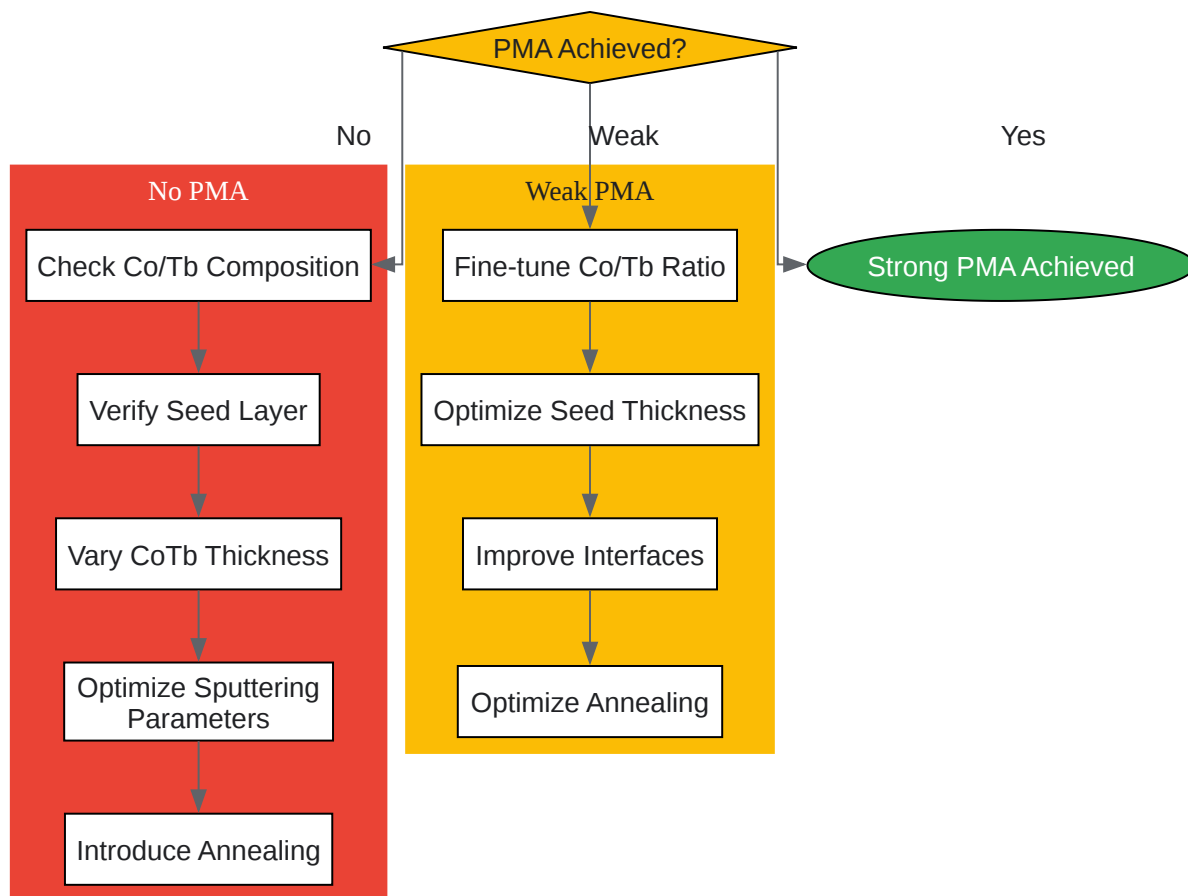 PMA Achieved?
No
Weak
Yes
No PMA
Check Co/Tb Composition
Verify Seed Layer
Vary CoTb Thickness
Optimize Sputtering
Parameters
Introduce Annealing
Weak PMA
Fine-tune Co/Tb Ratio
Optimize Seed Thickness
Improve Interfaces
Optimize Annealing
Strong PMA Achieved